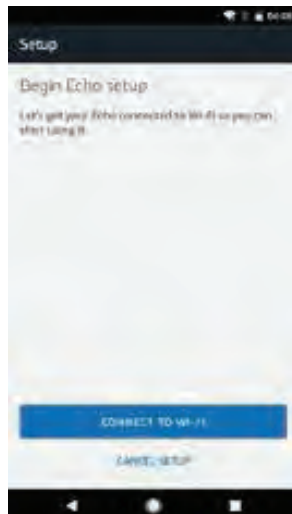 Setup
Begin Echo setup
Let's get your Echo connected to Wi-Fi so you can
start using it.
CONNECT TO WI-FI
CANCEL SETUP